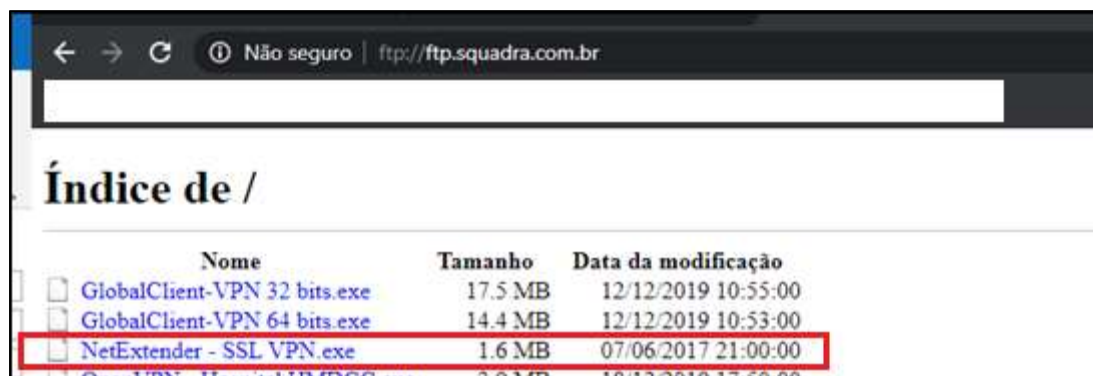 Não seguro | ftp://ftp.squadra.com.br
Índice de /
Nome Tamanho Data da modificação
GlobalClient-VPN 32 bits.exe 17.5 MB 12/12/2019 10:55:00
GlobalClient-VPN 64 bits.exe 14.4 MB 12/12/2019 10:53:00
NetExtender - SSL VPN.exe 1.6 MB 07/06/2017 21:00:00